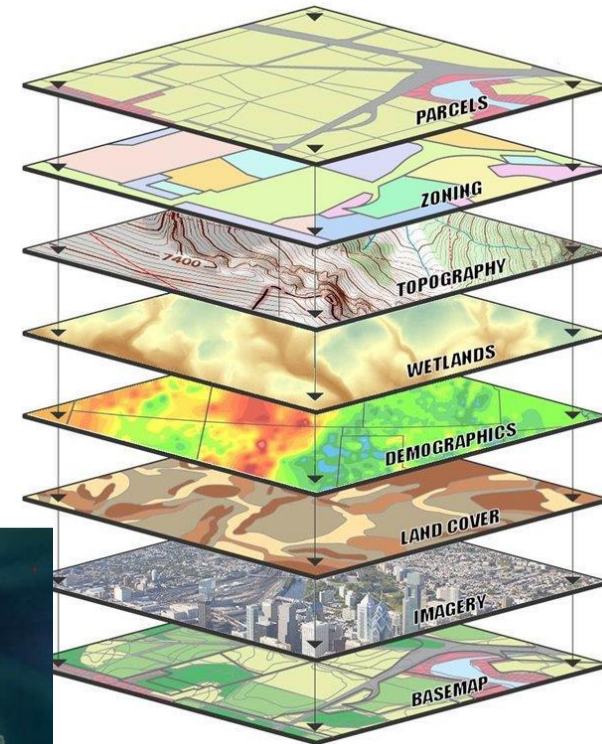 PARCELS
ZONING
7400
TOPOGRAPHY
WETLANDS
DEMOGRAPHICS
LAND COVER
IMAGERY
BASEMAP